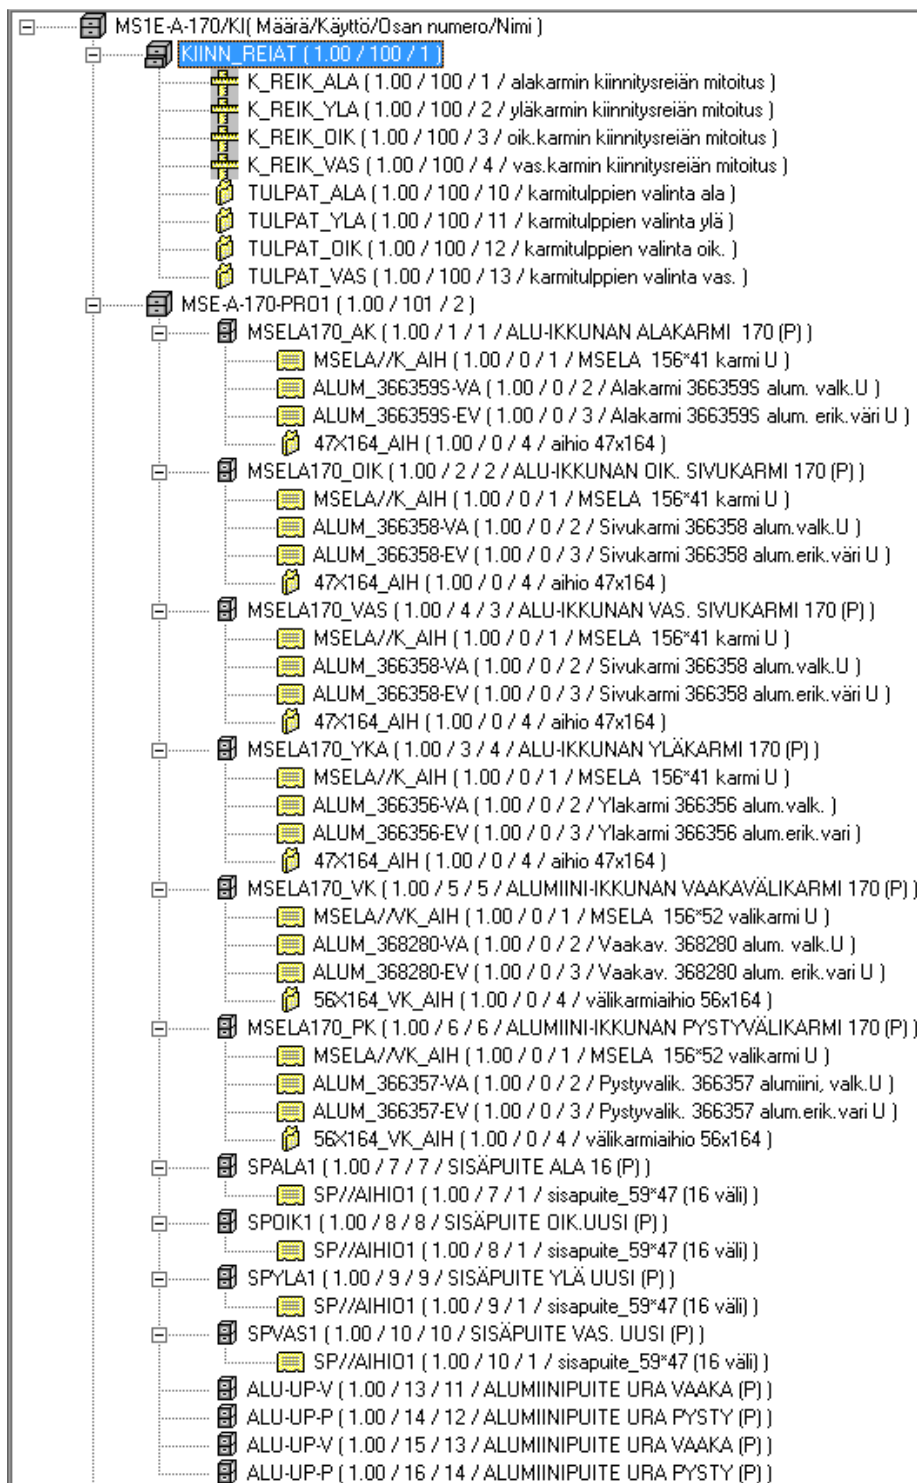 MS1E-A-170/KI( Määrä/Käyttö/Osan numero/Nimi )
KIINN_REIAT ( 1.00 / 100 / 1 )
K_REIK_ALA ( 1.00 / 100 / 1 / alakarmin kiinnitysreiän mitoitus )
K_REIK_YLA ( 1.00 / 100 / 2 / yläkarmin kiinnitysreiän mitoitus )
K_REIK_OIK ( 1.00 / 100 / 3 / oik.karmin kiinnitysreiän mitoitus )
K_REIK_VAS ( 1.00 / 100 / 4 / vas.karmin kiinnitysreiän mitoitus )
TULPAT_ALA ( 1.00 / 100 / 10 / karmitulppien valinta ala )
TULPAT_YLA ( 1.00 / 100 / 11 / karmitulppien valinta ylä )
TULPAT_OIK ( 1.00 / 100 / 12 / karmitulppien valinta oik. )
TULPAT_VAS ( 1.00 / 100 / 13 / karmitulppien valinta vas. )
MSE-A-170-PRO1 ( 1.00 / 101 / 2 )
MSELA170_AK ( 1.00 / 1 / 1 / ALU-IKKUNAN ALAKARMI  170 (P) )
MSELA//K_AIH ( 1.00 / 0 / 1 / MSELA  156*41 karmi U )
ALUM_366359S-VA ( 1.00 / 0 / 2 / Alakarmi 366359S alum. valk.U )
ALUM_366359S-EV ( 1.00 / 0 / 3 / Alakarmi 366359S alum. erik.väri U )
47X164_AIH ( 1.00 / 0 / 4 / aihio 47x164 )
MSELA170_OIK ( 1.00 / 2 / 2 / ALU-IKKUNAN OIK. SIVUKARMI 170 (P) )
MSELA//K_AIH ( 1.00 / 0 / 1 / MSELA  156*41 karmi U )
ALUM_366358-VA ( 1.00 / 0 / 2 / Sivukarmi 366358 alum.valk.U )
ALUM_366358-EV ( 1.00 / 0 / 3 / Sivukarmi 366358 alum.erik.väri U )
47X164_AIH ( 1.00 / 0 / 4 / aihio 47x164 )
MSELA170_VAS ( 1.00 / 4 / 3 / ALU-IKKUNAN VAS. SIVUKARMI 170 (P) )
MSELA//K_AIH ( 1.00 / 0 / 1 / MSELA  156*41 karmi U )
ALUM_366358-VA ( 1.00 / 0 / 2 / Sivukarmi 366358 alum.valk.U )
ALUM_366358-EV ( 1.00 / 0 / 3 / Sivukarmi 366358 alum.erik.väri U )
47X164_AIH ( 1.00 / 0 / 4 / aihio 47x164 )
MSELA170_YKA ( 1.00 / 3 / 4 / ALU-IKKUNAN YLÄKARMI 170 (P) )
MSELA//K_AIH ( 1.00 / 0 / 1 / MSELA  156*41 karmi U )
ALUM_366356-VA ( 1.00 / 0 / 2 / Ylakarmi 366356 alum.valk. )
ALUM_366356-EV ( 1.00 / 0 / 3 / Ylakarmi 366356 alum.erik.vari )
47X164_AIH ( 1.00 / 0 / 4 / aihio 47x164 )
MSELA170_VK ( 1.00 / 5 / 5 / ALUMIINI-IKKUNAN VAAKAVÄLIKARMI 170 (P) )
MSELA//VK_AIH ( 1.00 / 0 / 1 / MSELA  156*52 valikarmi U )
ALUM_368280-VA ( 1.00 / 0 / 2 / Vaakav. 368280 alum. valk.U )
ALUM_368280-EV ( 1.00 / 0 / 3 / Vaakav. 368280 alum. erik.vari U )
56X164_VK_AIH ( 1.00 / 0 / 4 / välikarmiaihio 56x164 )
MSELA170_PK ( 1.00 / 6 / 6 / ALUMIINI-IKKUNAN PYSTYVÄLIKARMI 170 (P) )
MSELA//VK_AIH ( 1.00 / 0 / 1 / MSELA  156*52 valikarmi U )
ALUM_366357-VA ( 1.00 / 0 / 2 / Pystyvalik. 366357 alumiini, valk.U )
ALUM_366357-EV ( 1.00 / 0 / 3 / Pystyvalik. 366357 alum.erik.vari U )
56X164_VK_AIH ( 1.00 / 0 / 4 / välikarmiaihio 56x164 )
SPALA1 ( 1.00 / 7 / 7 / SISÄPUITE ALA 16 (P) )
SP//AIHIO1 ( 1.00 / 7 / 1 / sisapuite_59*47 (16 väli) )
SPOIK1 ( 1.00 / 8 / 8 / SISÄPUITE OIK.UUSI (P) )
SP//AIHIO1 ( 1.00 / 8 / 1 / sisapuite_59*47 (16 väli) )
SPYLA1 ( 1.00 / 9 / 9 / SISÄPUITE YLÄ UUSI (P) )
SP//AIHIO1 ( 1.00 / 9 / 1 / sisapuite_59*47 (16 väli) )
SPVAS1 ( 1.00 / 10 / 10 / SISÄPUITE VAS. UUSI (P) )
SP//AIHIO1 ( 1.00 / 10 / 1 / sisapuite_59*47 (16 väli) )
ALU-UP-V ( 1.00 / 13 / 11 / ALUMIINIPUITE URA VAAKA (P) )
ALU-UP-P ( 1.00 / 14 / 12 / ALUMIINIPUITE URA PYSTY (P) )
ALU-UP-V ( 1.00 / 15 / 13 / ALUMIINIPUITE URA VAAKA (P) )
ALU-UP-P ( 1.00 / 16 / 14 / ALUMIINIPUITE URA PYSTY (P) )